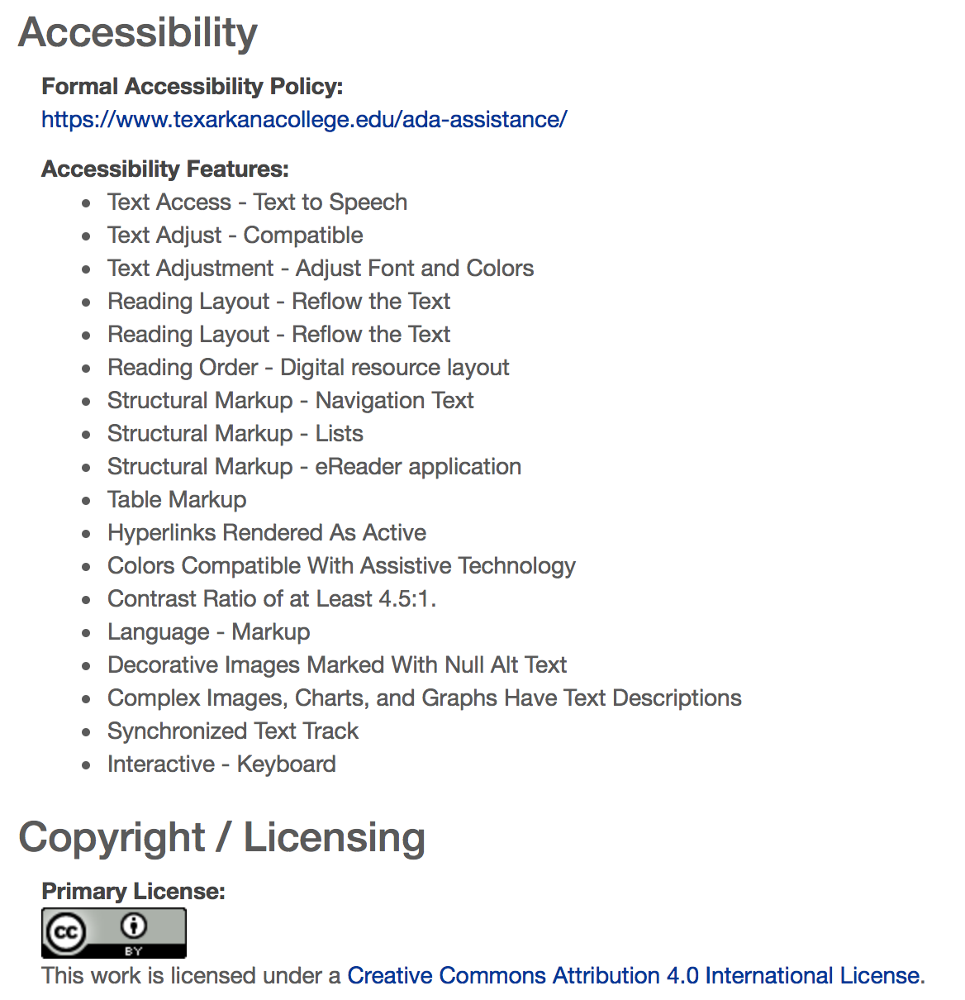 Accessibility
Formal Accessibility Policy:
https://www.texarkanacollege.edu/ada-assistance/
Accessibility Features:
• Text Access - Text to Speech
• Text Adjust - Compatible
• Text Adjustment - Adjust Font and Colors
• Reading Layout - Reflow the Text
• Reading Layout - Reflow the Text
• Reading Order - Digital resource layout
• Structural Markup - Navigation Text
• Structural Markup - Lists
• Structural Markup - eReader application
• Table Markup
• Hyperlinks Rendered As Active
• Colors Compatible With Assistive Technology
• Contrast Ratio of at Least 4.5:1.
• Language - Markup
• Decorative Images Marked With Null Alt Text
• Complex Images, Charts, and Graphs Have Text Descriptions
• Synchronized Text Track
• Interactive - Keyboard
Copyright / Licensing
Primary License:
cc
BY
This work is licensed under a Creative Commons Attribution 4.0 International License.